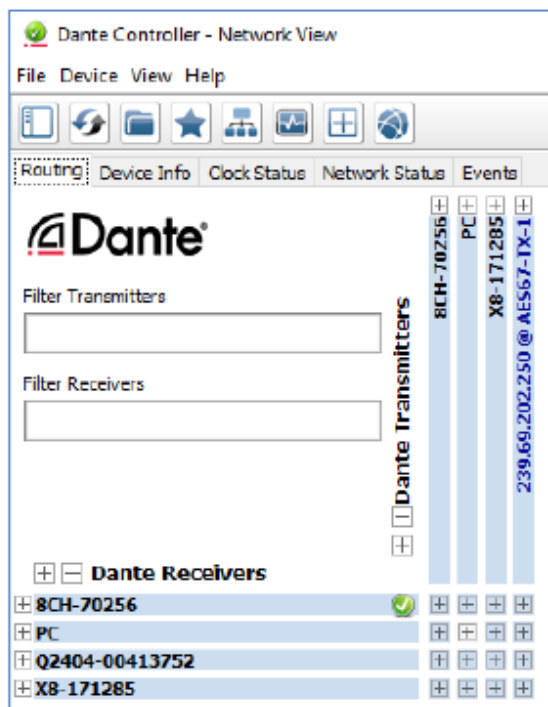 Dante Controller - Network View
File Device View Help
Routing Device Info Clock Status Network Status Events
Dante®
Filter Transmitters
Filter Receivers
Dante Transmitters
8CH-70256
PC
X8-171285
239.69.202.250 @ AES67-TX-1
Dante Receivers
8CH-70256
PC
Q2404-00413752
X8-171285